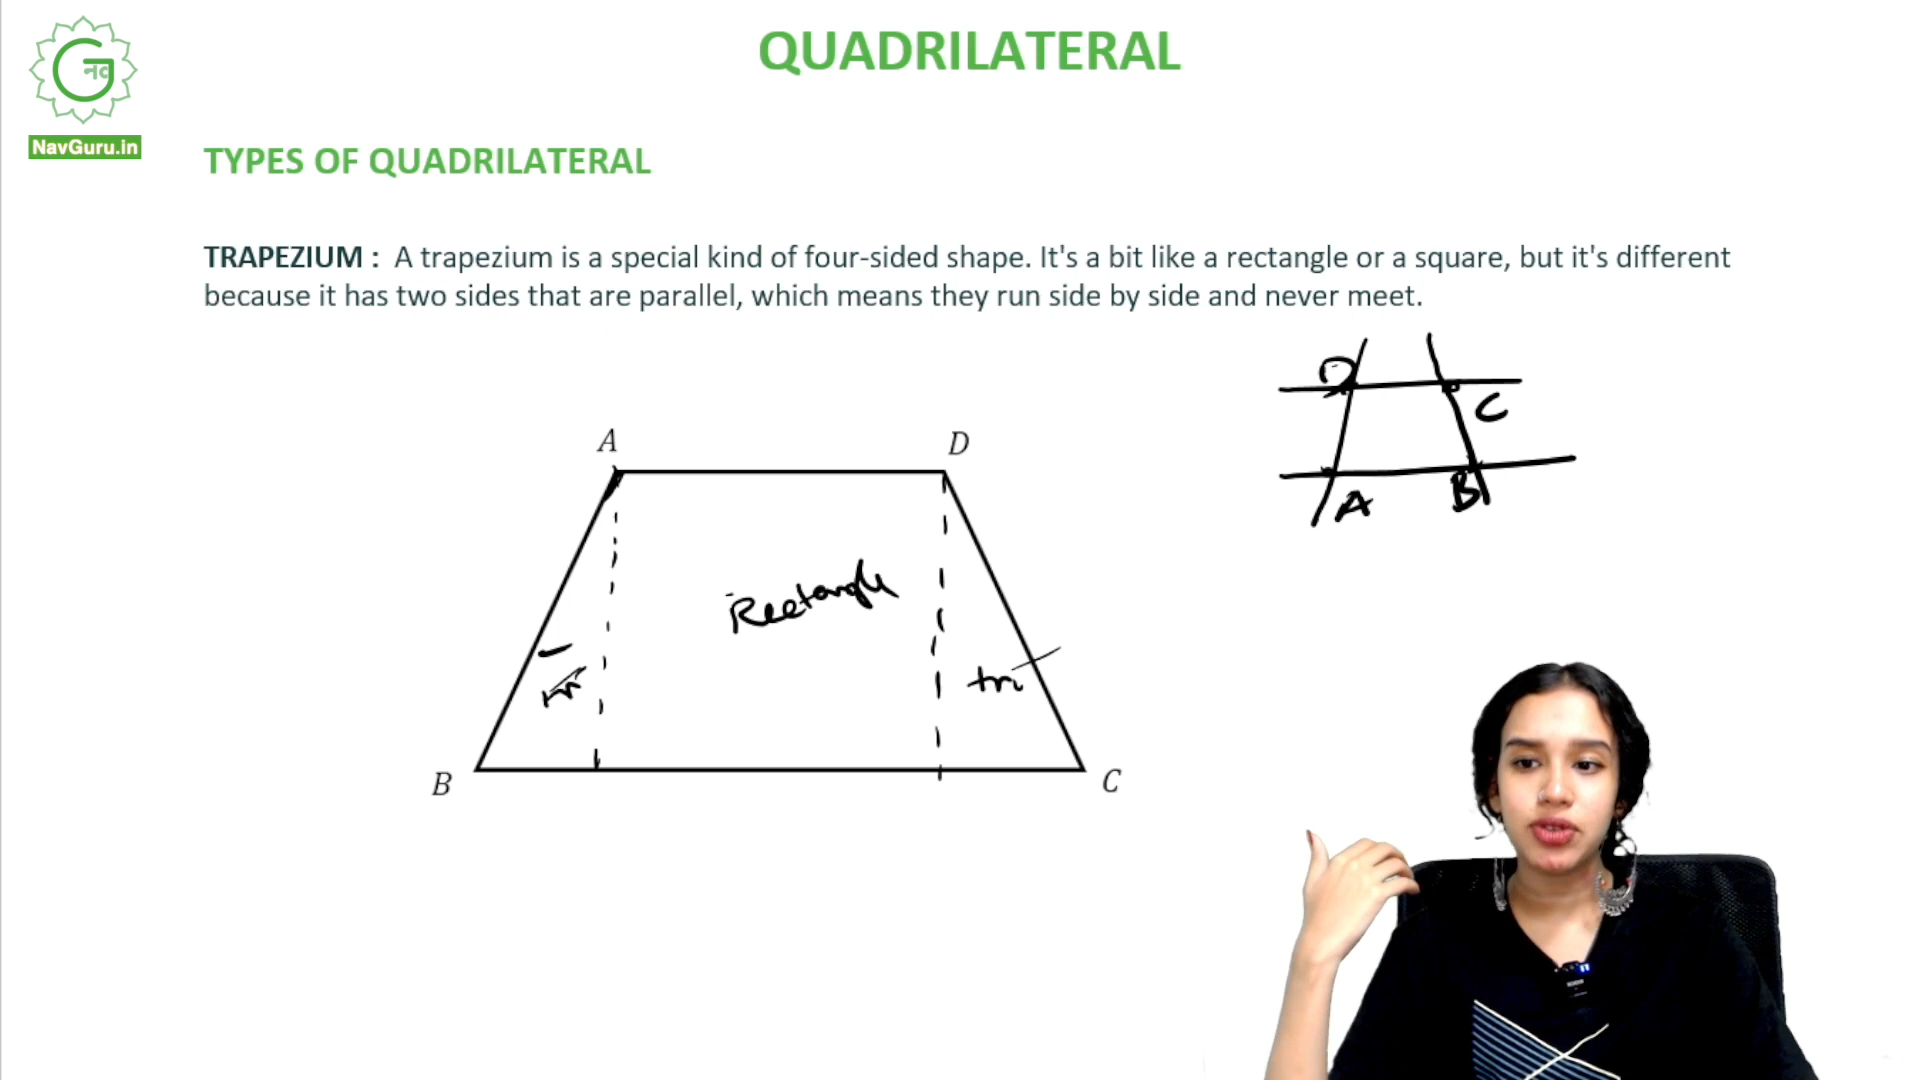 QUADRILATERAL
नव
NavGuru.in
TYPES OF QUADRILATERAL
TRAPEZIUM : A trapezium is a special kind of four-sided shape. It's a bit like a rectangle or a square, but it's different
because it has two sides that are parallel, which means they run side by side and never meet.
D
C
A
B
A
D
Rectangle
tri
B
C